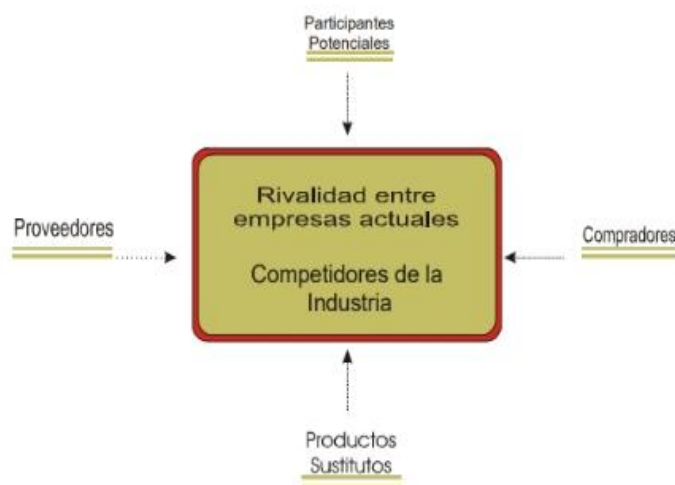 Participantes
Potenciales
Rivalidad entre
empresas actuales
Proveedores
Compradores
Competidores de la
Industria
Productos
Sustitutos